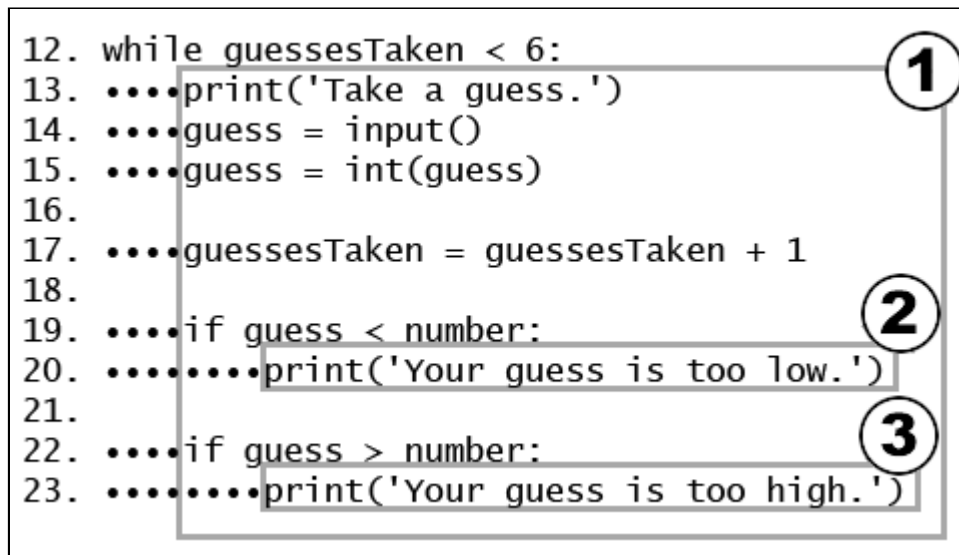 12. while guessesTaken < 6:
13. ••••print('Take a guess.')
14. ••••guess = input()
15. ••••guess = int(guess)
16.
17. ••••guessesTaken = guessesTaken + 1
18.
19. ••••if guess < number:
20. ••••••••print('Your guess is too low.')
21.
22. ••••if guess > number:
23. ••••••••print('Your guess is too high.')
1
2
3